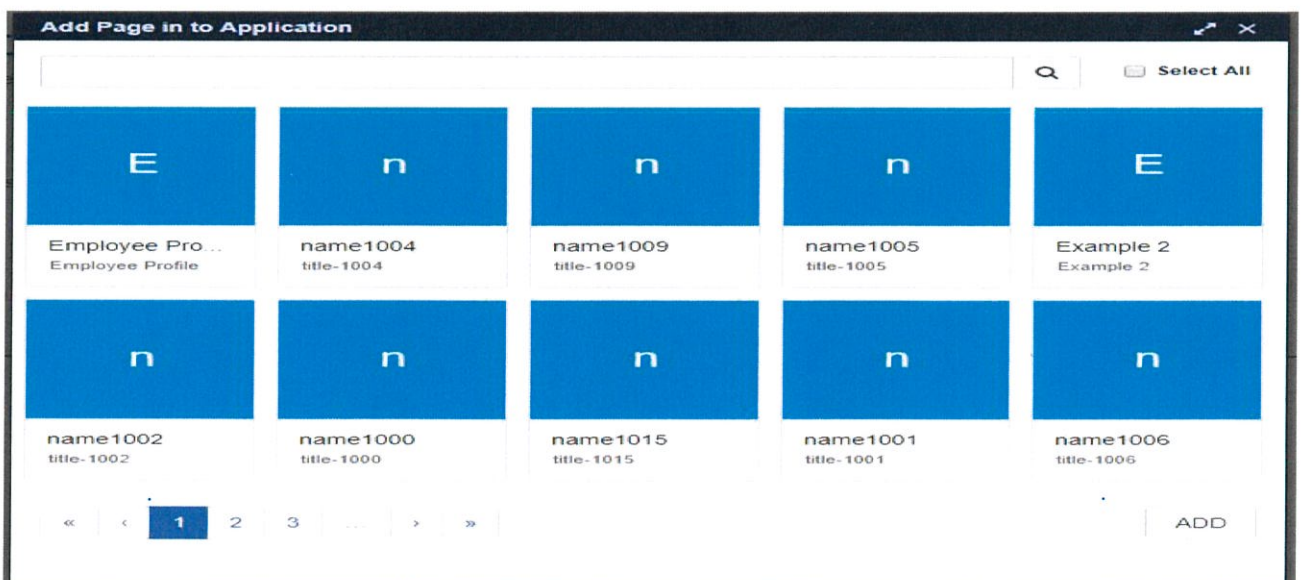 Add Page in to Application
Select All
E n n n E
Employee Pro... name1004 name1009 name1005 Example 2
Employee Profile title-1004 title-1009 title-1005 Example 2
n n n n n
name1002 name1000 name1015 name1001 name1006
title-1002 title-1000 title-1015 title-1001 title-1006
« ‹ 1 2 3 ... › » ADD